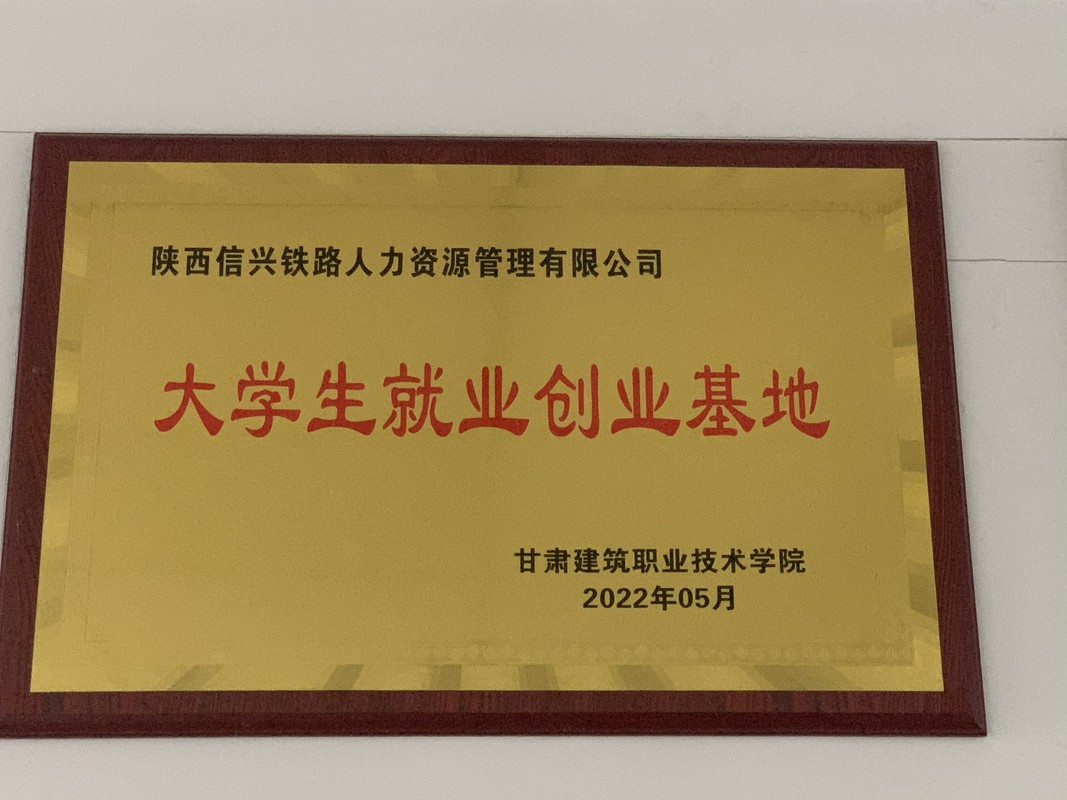 陕西信兴铁路人力资源管理有限公司
大学生就业创业基地
甘肃建筑职业技术学院
2022年05月